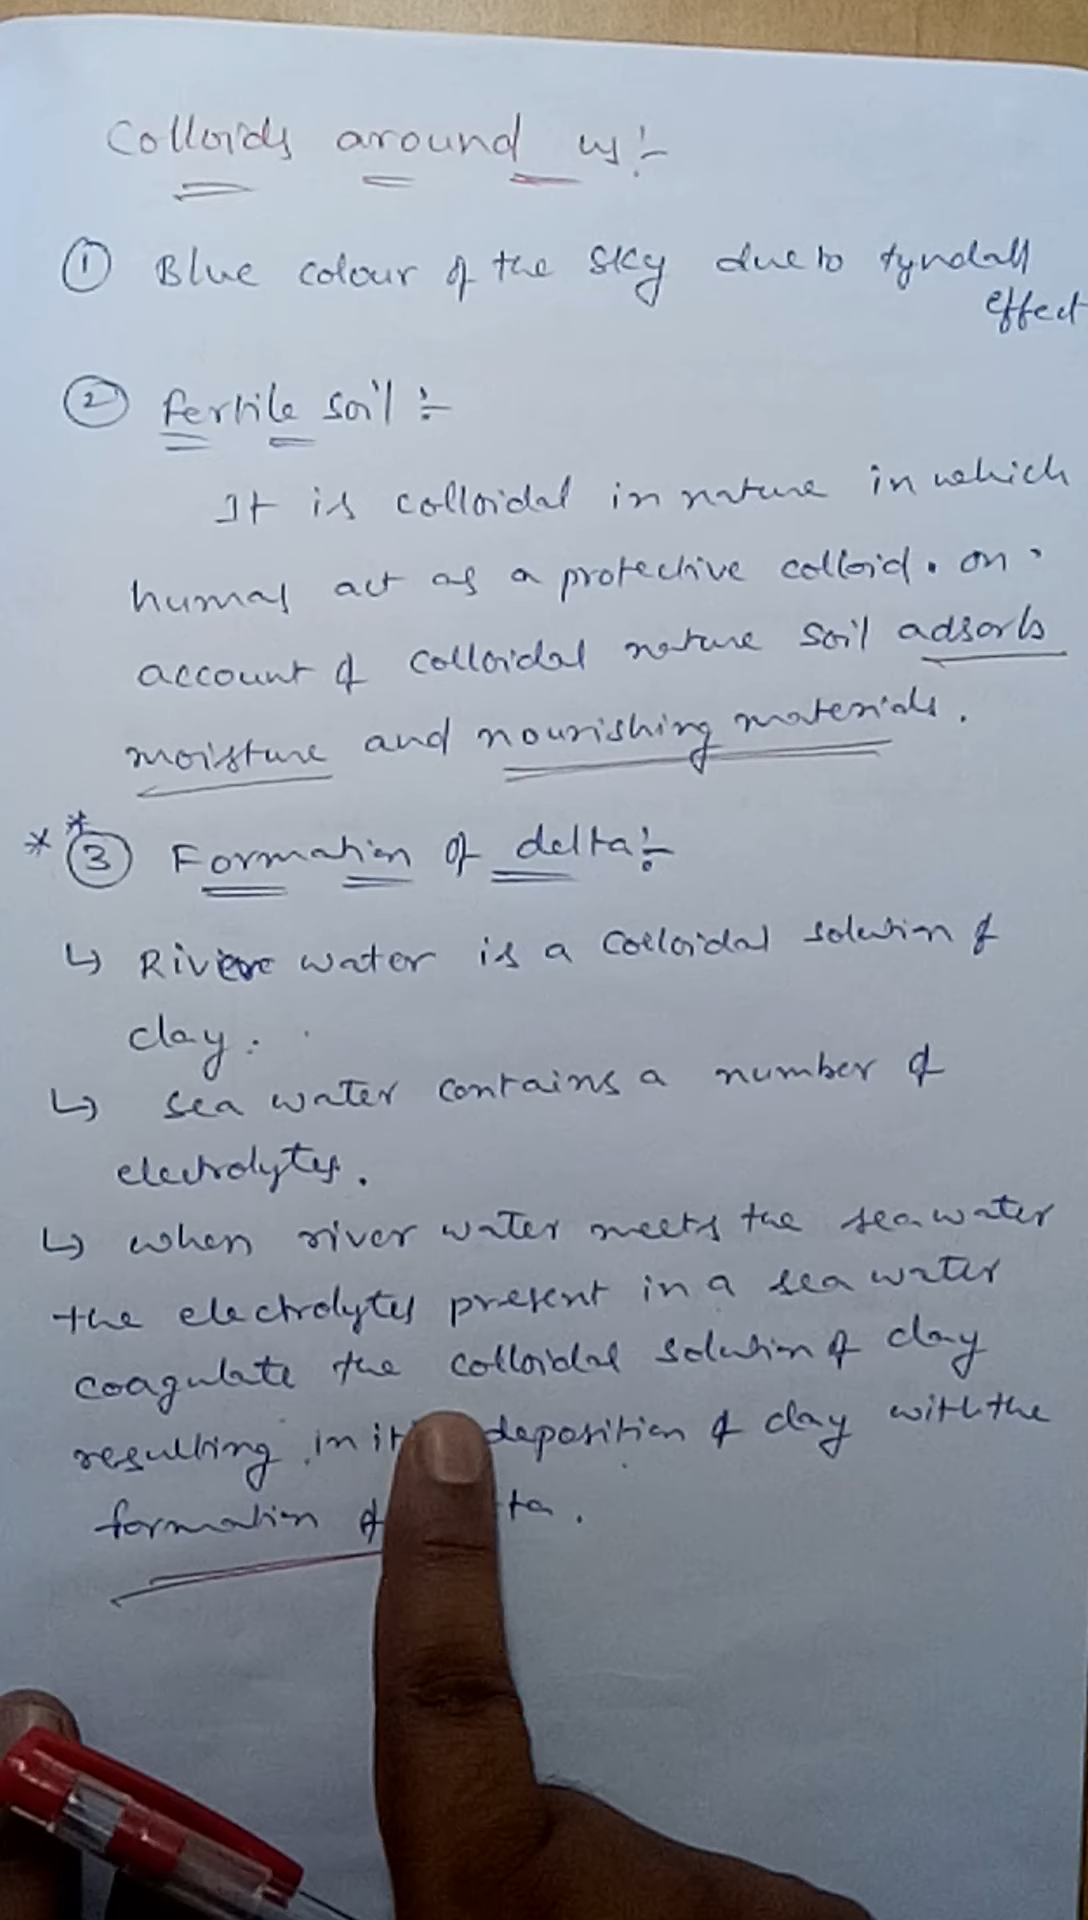 Colloids around us:-
① Blue colour of the sky due to tyndall
effect
② fertile soil :-
It is colloidal in nature in which
humas act as a protective colloid. on
account of colloidal nature soil adsorbs
moisture and nourishing materials.
** ③ Formation of delta:-
↳ River water is a colloidal solution of
clay.
↳ sea water contains a number of
electrolytes.
↳ when river water meets the sea water
the electrolytes present in a sea water
coagulate the colloidal solution of clay
resulting in deposition of clay with the
formation of ta.